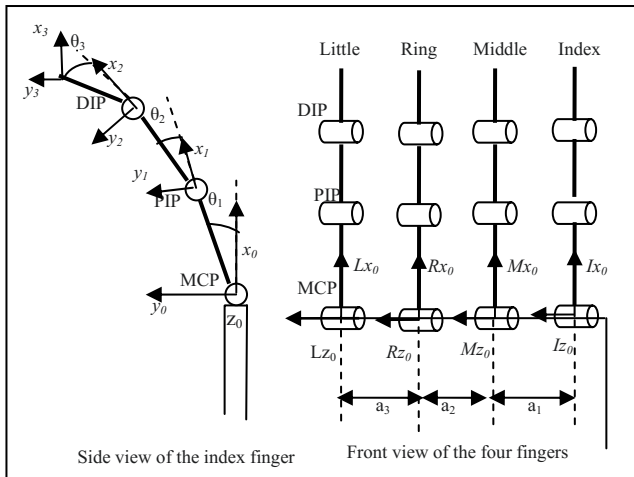 x3
θ3
x2
y3
DIP
θ2
y2
x1
y1
PIP
θ1
x0
MCP
y0
z0
Side view of the index finger
Little Ring Middle Index
DIP
PIP
Lx0 Rx0 Mx0 Ix0
MCP
Lz0 Rz0 Mz0 Iz0
a3 a2 a1
Front view of the four fingers